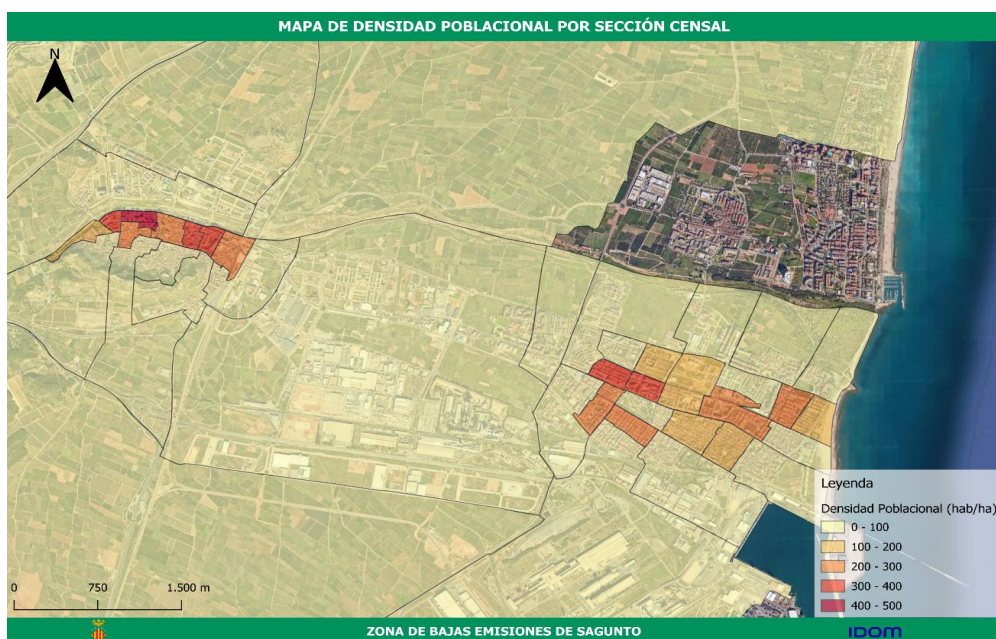 MAPA DE DENSIDAD POBLACIONAL POR SECCIÓN CENSAL
N
Leyenda
Densidad Poblacional (hab/ha)
0 - 100
100 - 200
200 - 300
300 - 400
400 - 500
0 750 1.500 m
ZONA DE BAJAS EMISIONES DE SAGUNTO
IDOM